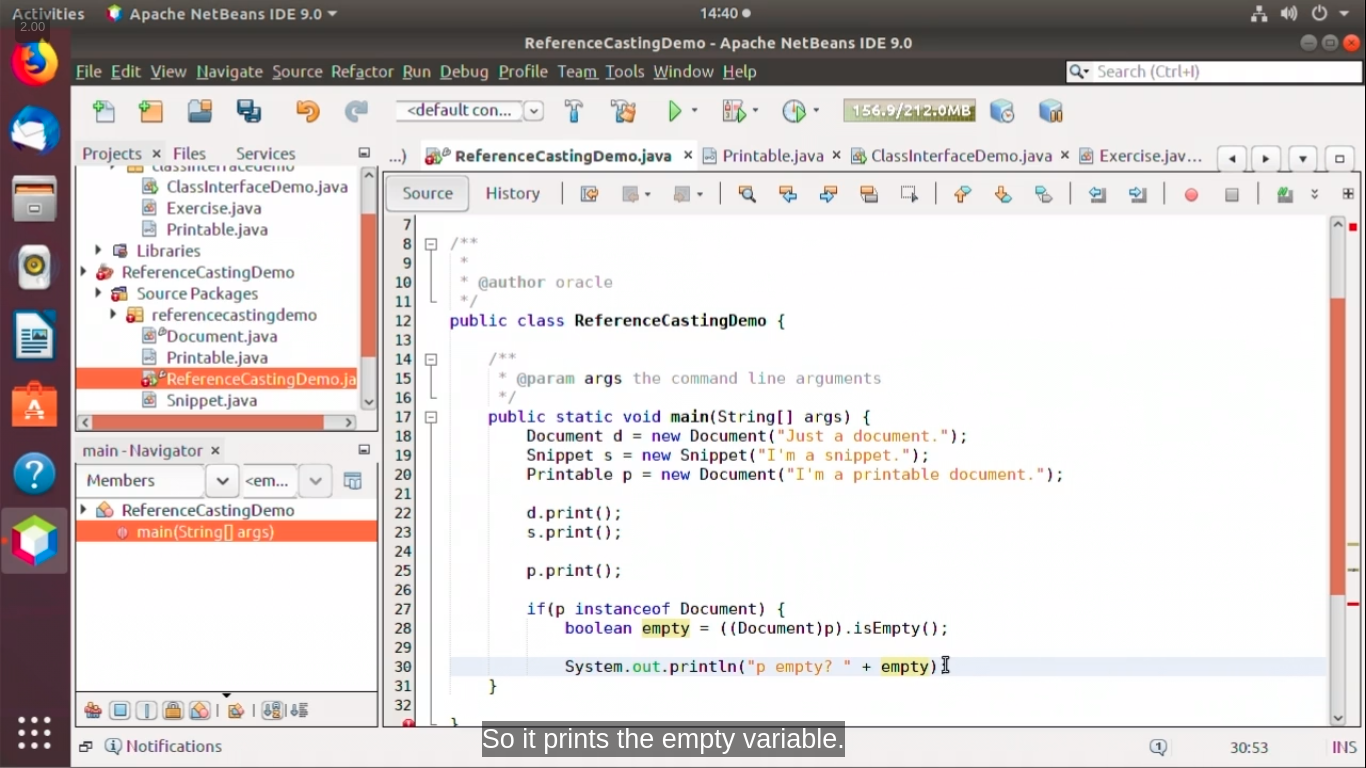 Activities
Apache NetBeans IDE 9.0
14:40
2.00
ReferenceCastingDemo - Apache NetBeans IDE 9.0
File Edit View Navigate Source Refactor Run Debug Profile Team Tools Window Help
Search (Ctrl+I)
<default con...
156.9/212.0MB
Projects Files Services
...) ReferenceCastingDemo.java Printable.java ClassInterfaceDemo.java Exercise.jav...
Source History
classinterfacedemo
ClassInterfaceDemo.java
Exercise.java
Printable.java
Libraries
ReferenceCastingDemo
Source Packages
referencecastingdemo
Document.java
Printable.java
ReferenceCastingDemo.ja
Snippet.java
main - Navigator
Members
<em...
ReferenceCastingDemo
main(String[] args)
7
8 /**
9 *
10 * @author oracle
11 */
12 public class ReferenceCastingDemo {
13
14 /**
15 * @param args the command line arguments
16 */
17 public static void main(String[] args) {
18 Document d = new Document("Just a document.");
19 Snippet s = new Snippet("I'm a snippet.");
20 Printable p = new Document("I'm a printable document.");
21
22 d.print();
23 s.print();
24
25 p.print();
26
27 if(p instanceof Document) {
28 boolean empty = ((Document)p).isEmpty();
29
30 System.out.println("p empty? " + empty)
31 }
32
}
So it prints the empty variable.
Notifications
1
30:53
INS